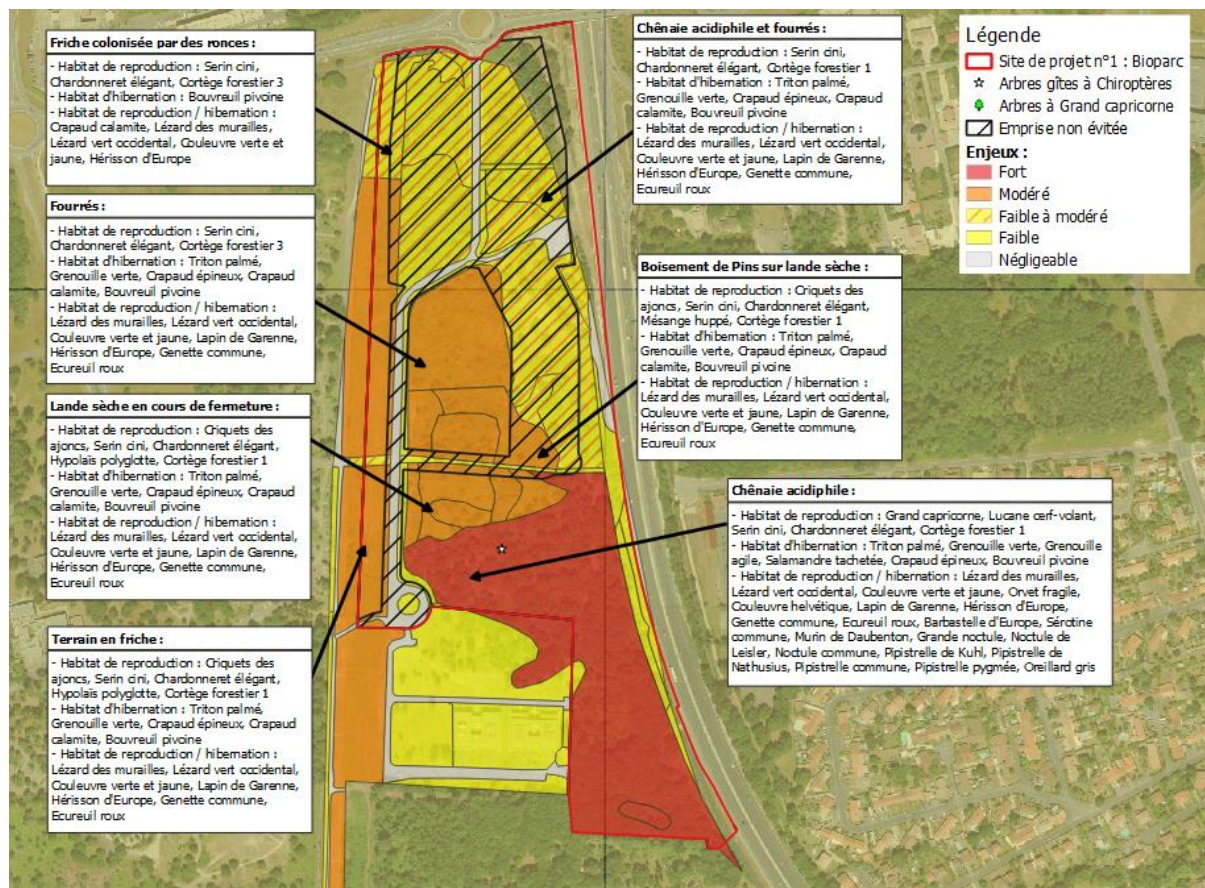 Friche colonisée par des ronces :
- Habitat de reproduction : Serin cini,
Chardonneret élégant, Cortège forestier 3
- Habitat d'hibernation : Bouvreuil pivoine
- Habitat de reproduction / hibernation :
Crapaud calamite, Lézard des murailles,
Lézard vert occidental, Couleuvre verte et
jaune, Hérisson d'Europe
Fourrés :
- Habitat de reproduction : Serin cini,
Chardonneret élégant, Cortège forestier 3
- Habitat d'hibernation : Triton palmé,
Grenouille verte, Crapaud épineux, Crapaud
calamite, Bouvreuil pivoine
- Habitat de reproduction / hibernation :
Lézard des murailles, Lézard vert occidental,
Couleuvre verte et jaune, Lapin de Garenne,
Hérisson d'Europe, Genette commune,
Ecureuil roux
Lande sèche en cours de fermeture :
- Habitat de reproduction : Criquets des
ajoncs, Serin cini, Chardonneret élégant,
Hypolaïs polyglotte, Cortège forestier 1
- Habitat d'hibernation : Triton palmé,
Grenouille verte, Crapaud épineux, Crapaud
calamite, Bouvreuil pivoine
- Habitat de reproduction / hibernation :
Lézard des murailles, Lézard vert occidental,
Couleuvre verte et jaune, Lapin de Garenne,
Hérisson d'Europe, Genette commune,
Ecureuil roux
Terrain en friche :
- Habitat de reproduction : Criquets des
ajoncs, Serin cini, Chardonneret élégant,
Hypolaïs polyglotte, Cortège forestier 1
- Habitat d'hibernation : Triton palmé,
Grenouille verte, Crapaud épineux, Crapaud
calamite, Bouvreuil pivoine
- Habitat de reproduction / hibernation :
Lézard des murailles, Lézard vert occidental,
Couleuvre verte et jaune, Lapin de Garenne,
Hérisson d'Europe, Genette commune,
Ecureuil roux
Chênaie acidiphile et fourrés :
- Habitat de reproduction : Serin cini,
Chardonneret élégant, Cortège forestier 1
- Habitat d'hibernation : Triton palmé,
Grenouille verte, Crapaud épineux, Crapaud
calamite, Bouvreuil pivoine
- Habitat de reproduction / hibernation :
Lézard des murailles, Lézard vert occidental,
Couleuvre verte et jaune, Lapin de Garenne,
Hérisson d'Europe, Genette commune,
Ecureuil roux
Boisement de Pins sur lande sèche :
- Habitat de reproduction : Criquets des
ajoncs, Serin cini, Chardonneret élégant,
Mésange huppé, Cortège forestier 1
- Habitat d'hibernation : Triton palmé,
Grenouille verte, Crapaud épineux, Crapaud
calamite, Bouvreuil pivoine
- Habitat de reproduction / hibernation :
Lézard des murailles, Lézard vert occidental,
Couleuvre verte et jaune, Lapin de Garenne,
Hérisson d'Europe, Genette commune,
Ecureuil roux
Chênaie acidiphile :
- Habitat de reproduction : Grand capricorne, Lucane cerf-volant,
Serin cini, Chardonneret élégant, Cortège forestier 1
- Habitat d'hibernation : Triton palmé, Grenouille verte, Grenouille
agile, Salamandre tachetée, Crapaud épineux, Bouvreuil pivoine
- Habitat de reproduction / hibernation : Lézard des murailles,
Lézard vert occidental, Couleuvre verte et jaune, Orvet fragile,
Couleuvre helvétique, Lapin de Garenne, Hérisson d'Europe,
Genette commune, Ecureuil roux, Barbastelle d'Europe, Sérotine
commune, Murin de Daubenton, Grande noctule, Noctule de
Leisler, Noctule commune, Pipistrelle de Kuhl, Pipistrelle de
Nathusius, Pipistrelle commune, Pipistrelle pygmée, Oreillard gris
Légende
Site de projet n°1 : Bioparc
Arbres gîtes à Chiroptères
Arbres à Grand capricorne
Emprise non évitée
Enjeux :
Fort
Modéré
Faible à modéré
Faible
Négligeable